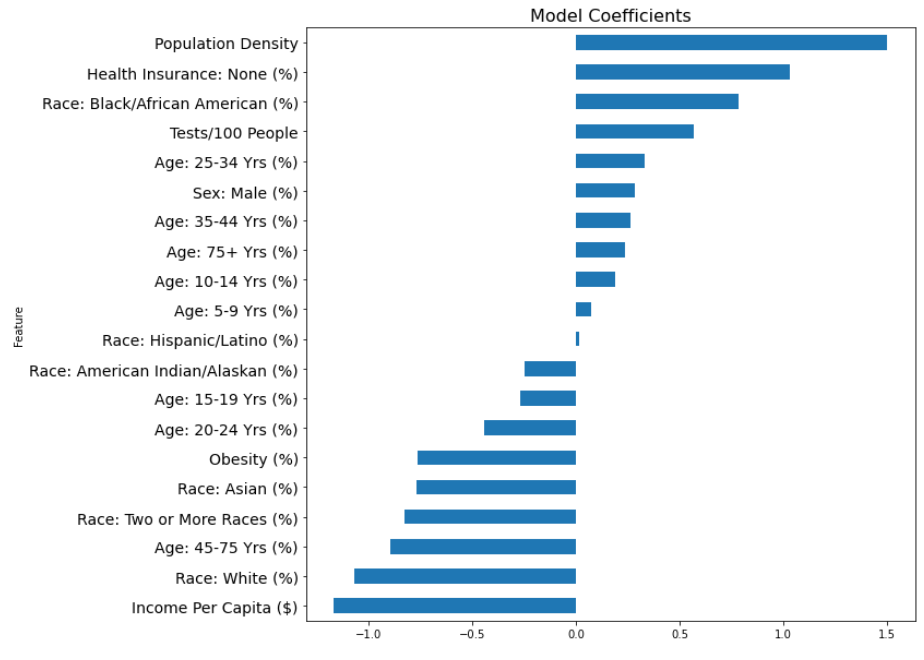 Model Coefficients
Population Density
Health Insurance: None (%)
Race: Black/African American (%)
Tests/100 People
Age: 25-34 Yrs (%)
Sex: Male (%)
Age: 35-44 Yrs (%)
Age: 75+ Yrs (%)
Age: 10-14 Yrs (%)
Age: 5-9 Yrs (%)
Race: Hispanic/Latino (%)
Race: American Indian/Alaskan (%)
Age: 15-19 Yrs (%)
Age: 20-24 Yrs (%)
Obesity (%)
Race: Asian (%)
Race: Two or More Races (%)
Age: 45-75 Yrs (%)
Race: White (%)
Income Per Capita ($)
Feature
−1.0 −0.5 0.0 0.5 1.0 1.5